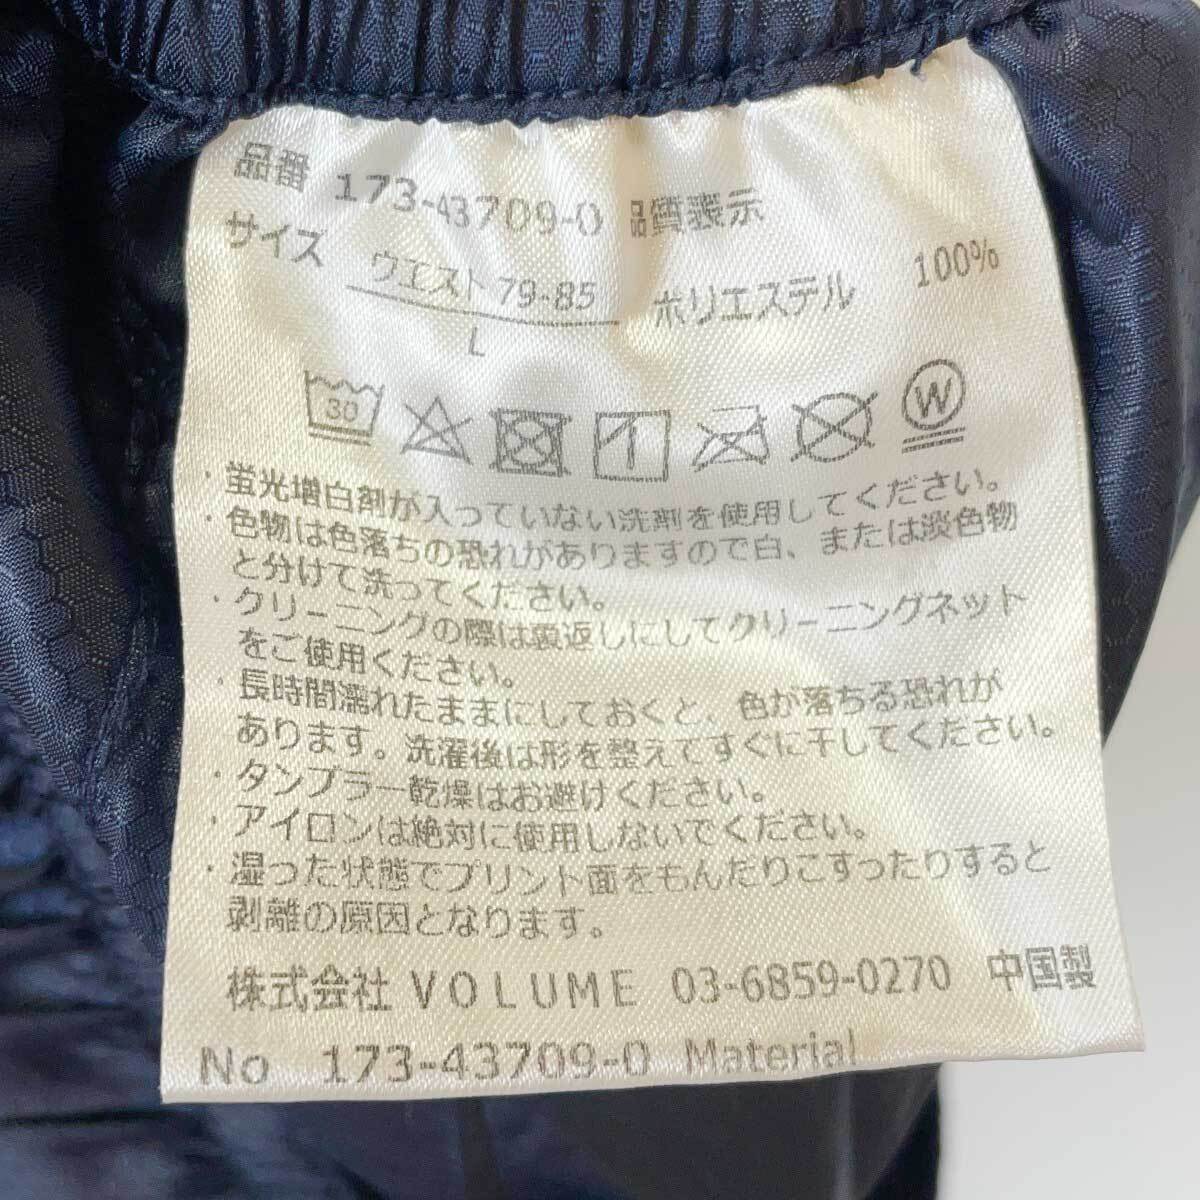 品番 173-43709-0 品質表示
サイズ ウエスト79-85 ポリエステル 100%
L
30 W
・蛍光増白剤が入っていない洗剤を使用してください。
・色物は色落ちの恐れがありますので白、または淡色物
と分けて洗ってください。
・クリーニングの際は裏返しにしてクリーニングネット
をご使用ください。
・長時間濡れたままにしておくと、色が落ちる恐れが
あります。洗濯後は形を整えてすぐに干してください。
・タンブラー乾燥はお避けください。
・アイロンは絶対に使用しないでください。
・湿った状態でプリント面をもんだりこすったりすると
剥離の原因となります。
株式会社 VOLUME 03-6859-0270 中国製
No 173-43709-0 Material